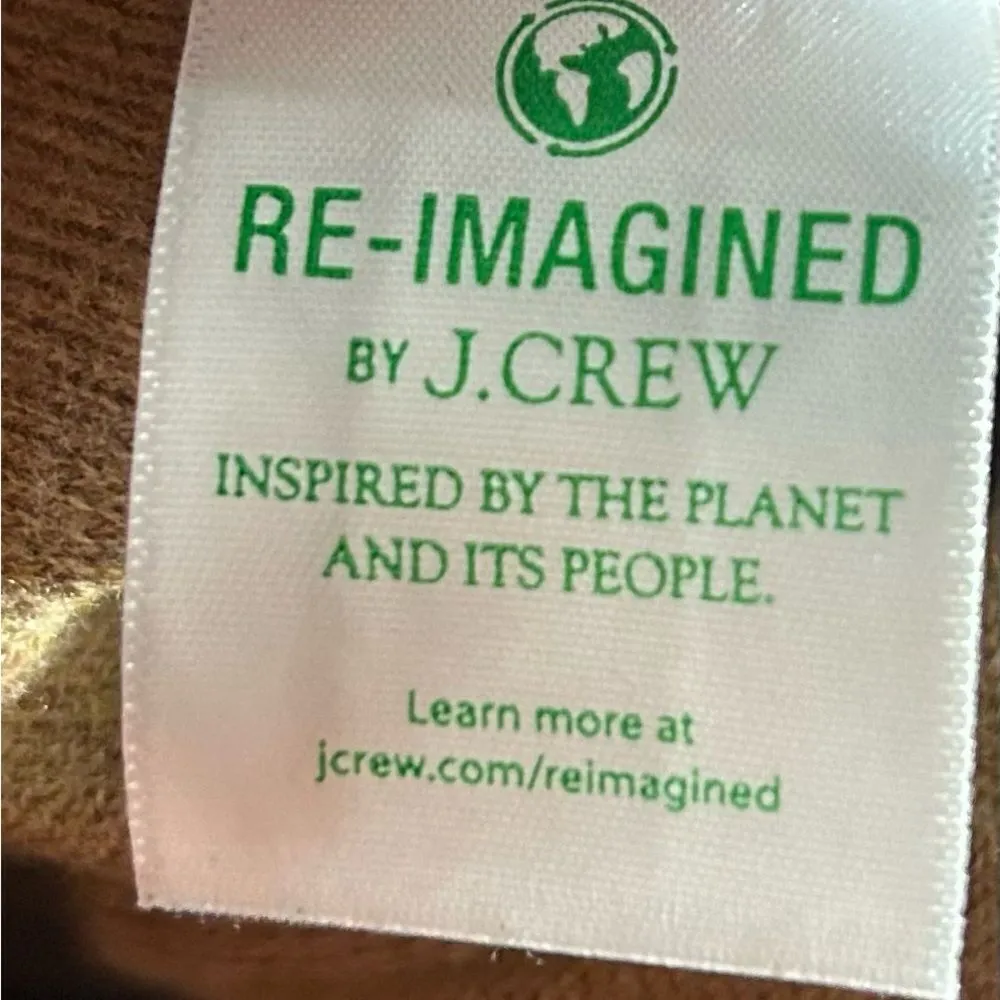 RE-IMAGINED
BY J.CREW
INSPIRED BY THE PLANET
AND ITS PEOPLE.
Learn more at
jcrew.com/reimagined